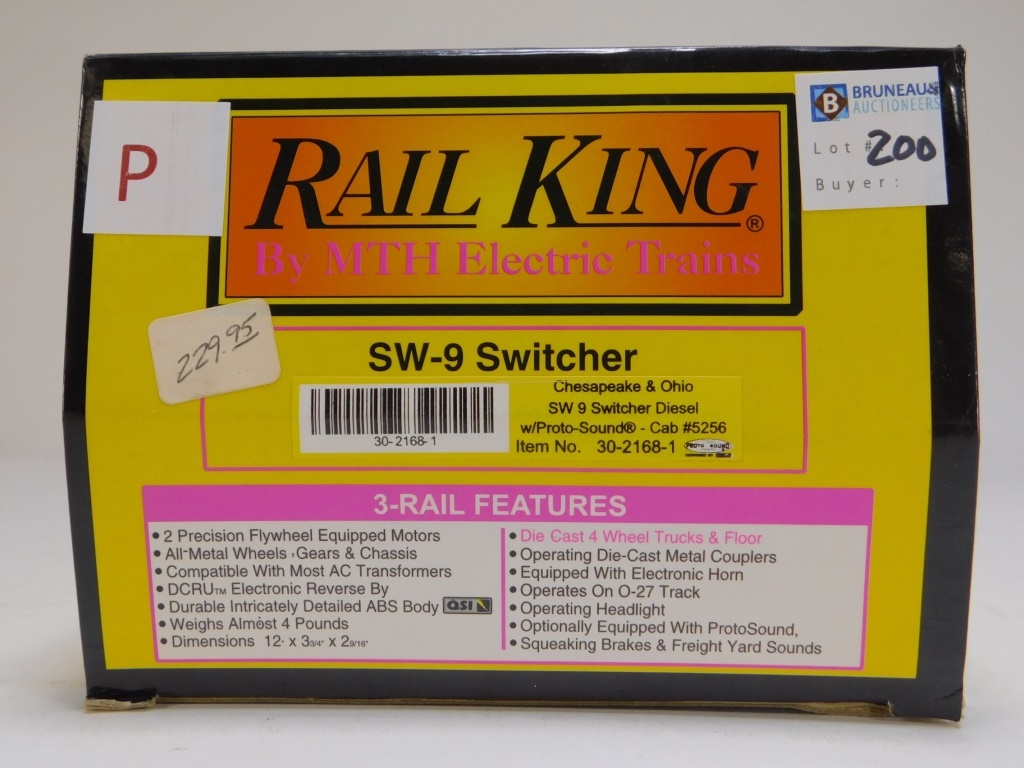 P
BRUNEAU & CO
AUCTIONEERS
Lot # 200
Buyer:
RAIL KING®
By MTH Electric Trains
229.95
SW-9 Switcher
30-2168-1
Chesapeake & Ohio
SW 9 Switcher Diesel
w/Proto-Sound® - Cab #5256
Item No. 30-2168-1 PROTO SOUND
3-RAIL FEATURES
• 2 Precision Flywheel Equipped Motors
• All-Metal Wheels, Gears & Chassis
• Compatible With Most AC Transformers
• DCRU™ Electronic Reverse By
• Durable Intricately Detailed ABS Body QSI
• Weighs Almost 4 Pounds
• Dimensions 12" x 3 3/4" x 2 9/16"
• Die Cast 4 Wheel Trucks & Floor
• Operating Die-Cast Metal Couplers
• Equipped With Electronic Horn
• Operates On O-27 Track
• Operating Headlight
• Optionally Equipped With ProtoSound,
• Squeaking Brakes & Freight Yard Sounds